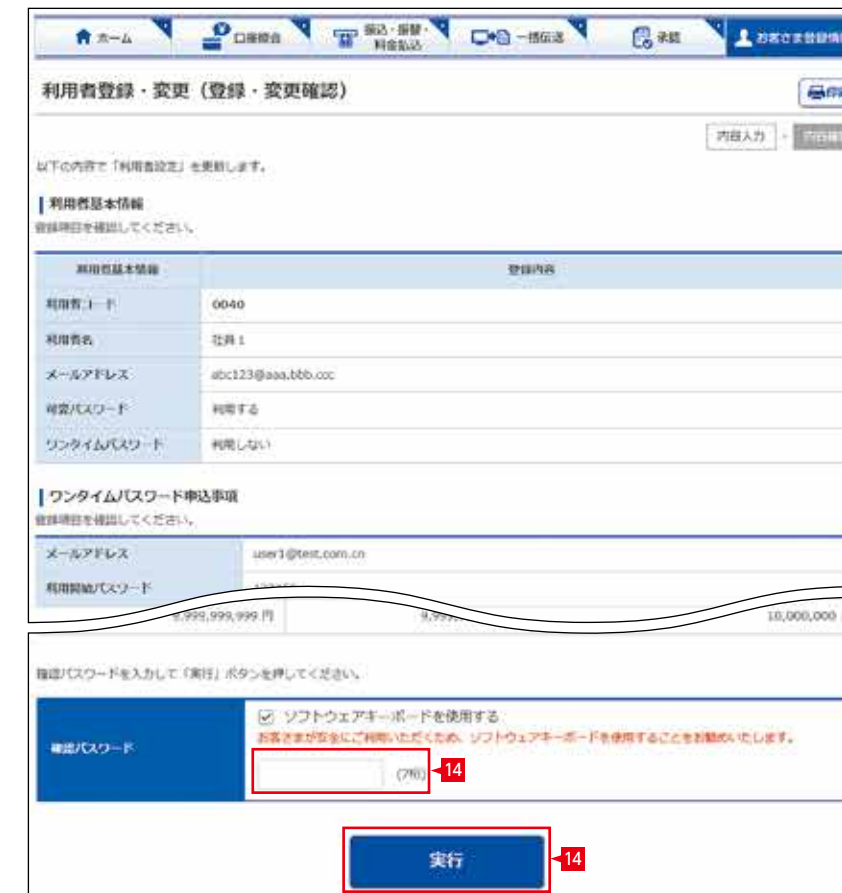 ホーム
口座照会
振込・振替・
料金払込
一括伝送
承認
お客さま登録情
利用者登録・変更（登録・変更確認）
内容入力
以下の内容で「利用者設定」を更新します。
利用者基本情報
登録項目を確認してください。
利用者基本情報 登録内容
利用者コード 0040
利用者名 社員1
メールアドレス abc123@aaa.bbb.ccc
可変パスワード 利用する
ワンタイムパスワード 利用しない
ワンタイムパスワード申込事項
登録項目を確認してください。
メールアドレス user1@test.com.cn
利用開始パスワード
9,999,999,999 円 10,000,000
確認パスワードを入力して「実行」ボタンを押してください。
ソフトウェアキーボードを使用する
お客さまが安全にご利用いただくため、ソフトウェアキーボードを使用することをお勧めいたします。
確認パスワード
(7桁) 14
実行 14